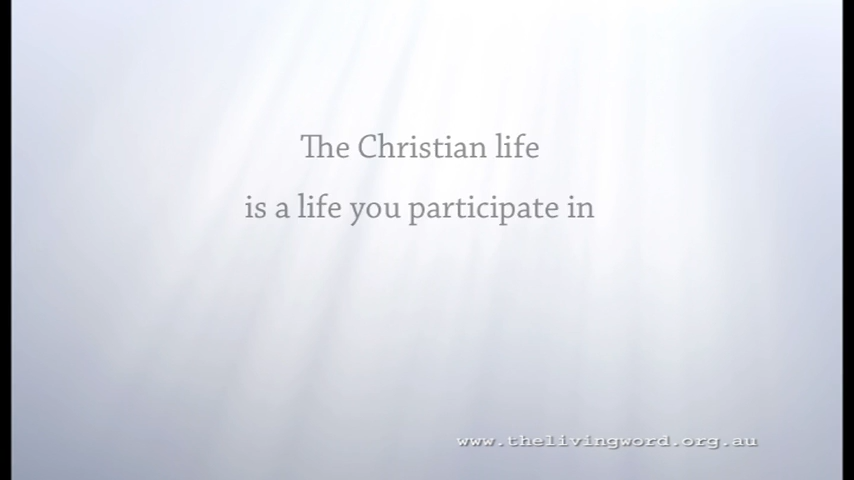 The Christian life
is a life you participate in
www.thelivingword.org.au